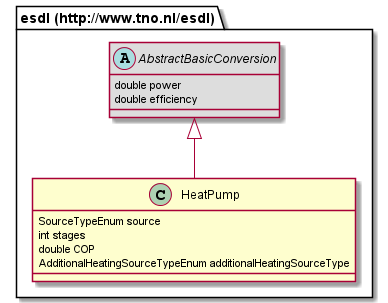 esdl (http://www.tno.nl/esdl)
A AbstractBasicConversion
double power
double efficiency
C HeatPump
SourceTypeEnum source
int stages
double COP
AdditionalHeatingSourceTypeEnum additionalHeatingSourceType